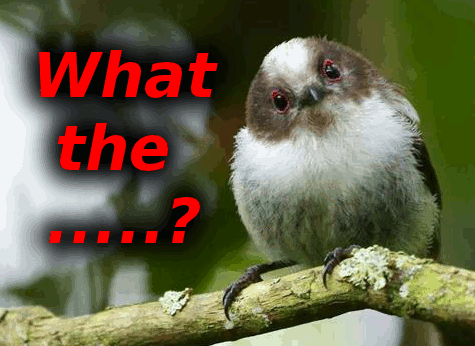 What
the
.....?